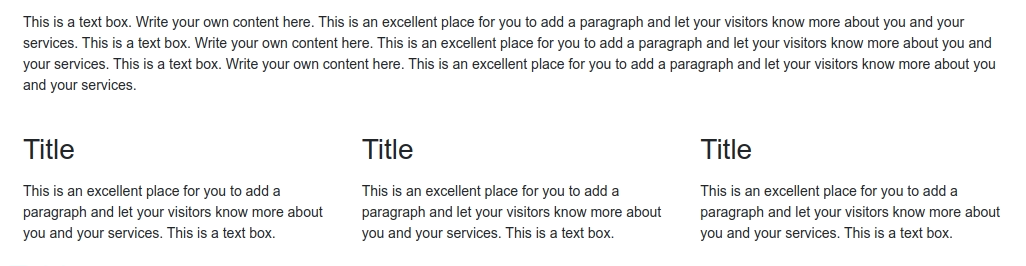 This is a text box. Write your own content here. This is an excellent place for you to add a paragraph and let your visitors know more about you and your
services. This is a text box. Write your own content here. This is an excellent place for you to add a paragraph and let your visitors know more about you and
your services. This is a text box. Write your own content here. This is an excellent place for you to add a paragraph and let your visitors know more about you
and your services.
Title
This is an excellent place for you to add a
paragraph and let your visitors know more about
you and your services. This is a text box.
Title
This is an excellent place for you to add a
paragraph and let your visitors know more about
you and your services. This is a text box.
Title
This is an excellent place for you to add a
paragraph and let your visitors know more about
you and your services. This is a text box.